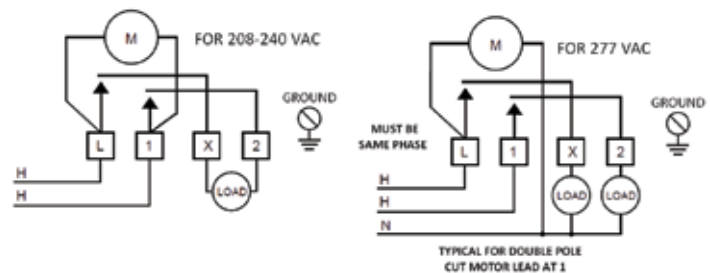 M
FOR 208-240 VAC
GROUND
L 1 X 2
H
H
LOAD
M
FOR 277 VAC
GROUND
MUST BE
SAME PHASE
L 1 X 2
H
H
N
LOAD LOAD
TYPICAL FOR DOUBLE POLE
CUT MOTOR LEAD AT 1